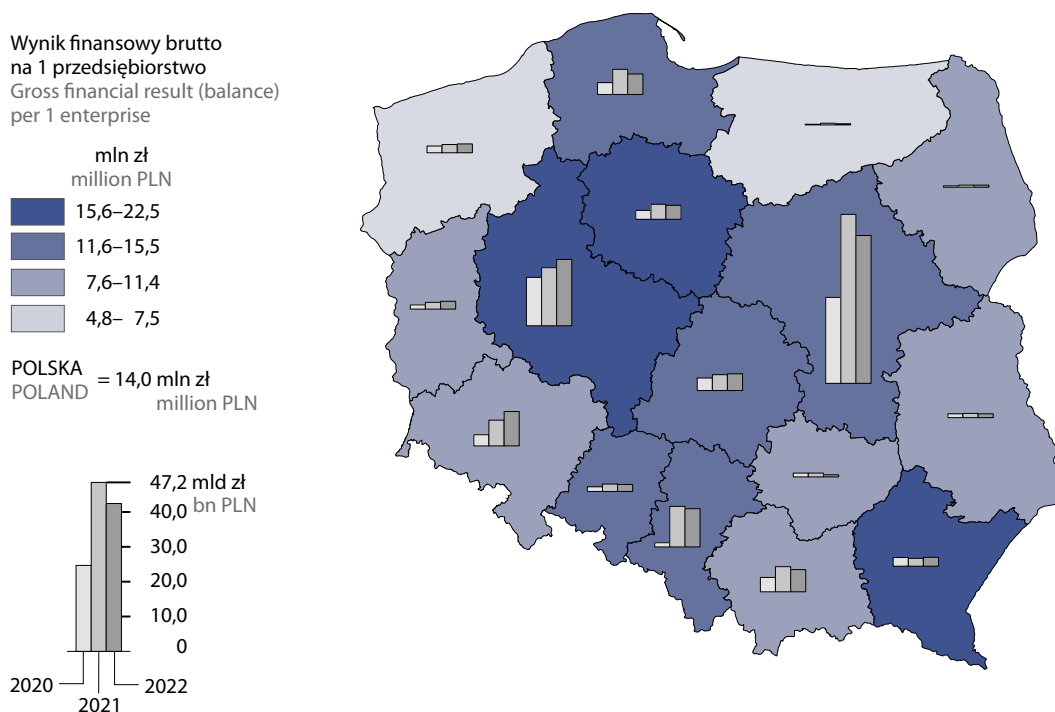 Wynik finansowy brutto
na 1 przedsiębiorstwo
Gross financial result (balance)
per 1 enterprise
mln zł
million PLN
15,6–22,5
11,6–15,5
7,6–11,4
4,8– 7,5
POLSKA
POLAND
= 14,0 mln zł
million PLN
47,2 mld zł
bn PLN
40,0
30,0
20,0
10,0
0
2020
2021
2022